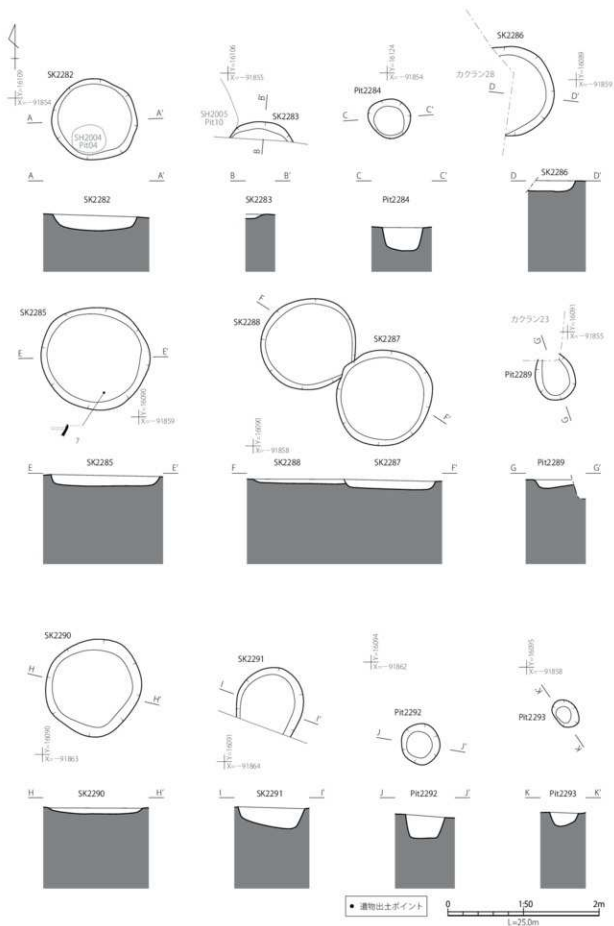 SK2282
Y=16109
X=-91854
A
A'
SH2004
Pit04
Y=16106
X=-91855
SH2005
Pit10
B
B'
SK2283
Y=16124
X=-91854
Pit2284
C
C'
SK2286
カクラン28
Y=16089
X=-91859
D
D'
A
A'
SK2282
B
B'
SK2283
C
C'
Pit2284
D
D'
SK2286
SK2285
E
E'
Y=16090
X=-91859
7
SK2288
F
SK2287
F'
Y=16090
X=-91858
カクラン23
Y=16091
X=-91855
G
Pit2289
G'
E
E'
SK2285
F
F'
SK2288
SK2287
G
G'
Pit2289
SK2290
H
H'
Y=16090
X=-91863
SK2291
I
I'
Y=16091
X=-91864
Y=16094
X=-91862
Pit2292
J
J'
Y=16095
X=-91858
K
Pit2293
K'
H
H'
SK2290
I
I'
SK2291
J
J'
Pit2292
K
K'
Pit2293
● 遺物出土ポイント
0
1:50
2m
L=25.0m